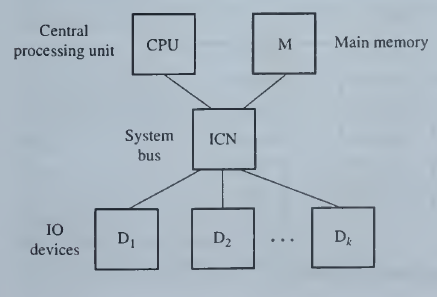 Central
processing unit
CPU
M
Main memory
System
bus
ICN
IO
devices
D1
D2
...
Dk